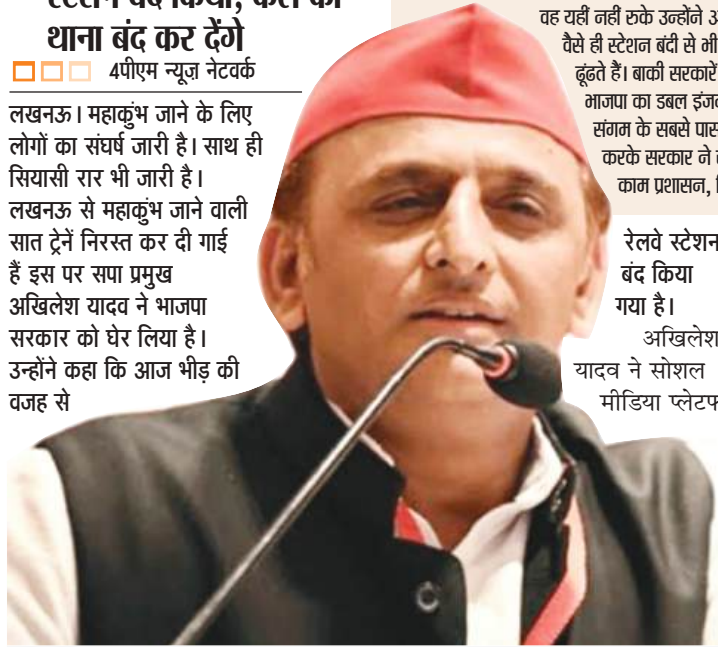 थाना बंद कर देंगे
4पीएम न्यूज़ नेटवर्क
लखनऊ। महाकुंभ जाने के लिए
लोगों का संघर्ष जारी है। साथ ही
सियासी रार भी जारी है।
लखनऊ से महाकुंभ जाने वाली
सात ट्रेनें निरस्त कर दी गाई
हैं इस पर सपा प्रमुख
अखिलेश यादव ने भाजपा
सरकार को घेर लिया है।
उन्होंने कहा कि आज भीड़ की
वजह से
वह यहीं नहीं रुके उन्होंने
वैसे ही स्टेशन बंदी से भी
ढूंढते हैं। बाकी सरकारें
भाजपा का डबल
संगम के सबसे पास
करके सरकार ने
काम प्रशासन,
रेलवे स्टेशन
बंद किया
गया है।
अखिलेश
यादव ने सोशल
मीडिया